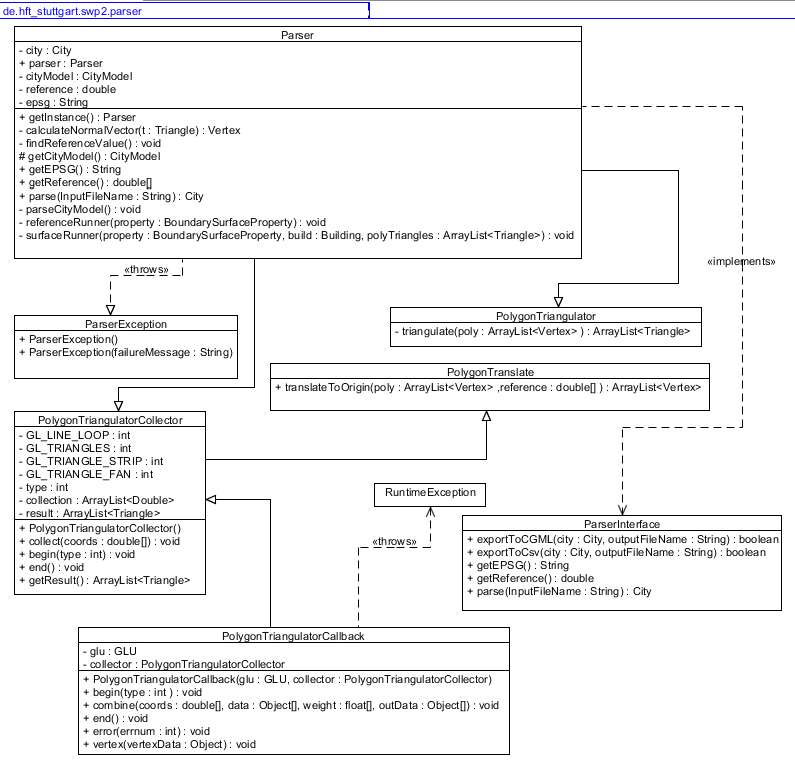 de.hft_stuttgart.swp2.parser
Parser
- city : City
+ parser : Parser
- cityModel : CityModel
- reference : double
- epsg : String
+ getInstance() : Parser
- calculateNormalVector(t : Triangle) : Vertex
- findReferenceValue() : void
# getCityModel() : CityModel
+ getEPSG() : String
+ getReference() : double[]
+ parse(InputFileName : String) : City
- parseCityModel() : void
- referenceRunner(property : BoundarySurfaceProperty) : void
- surfaceRunner(property : BoundarySurfaceProperty, build : Building, polyTriangles : ArrayList<Triangle>) : void
«throws»
«implements»
ParserException
+ ParserException()
+ ParserException(failureMessage : String)
PolygonTriangulator
- triangulate(poly : ArrayList<Vertex> ) : ArrayList<Triangle>
PolygonTranslate
+ translateToOrigin(poly : ArrayList<Vertex> ,reference : double[] ) : ArrayList<Vertex>
PolygonTriangulatorCollector
- GL_LINE_LOOP : int
- GL_TRIANGLES : int
- GL_TRIANGLE_STRIP : int
- GL_TRIANGLE_FAN : int
- type : int
- collection : ArrayList<Double>
- result : ArrayList<Triangle>
+ PolygonTriangulatorCollector()
+ collect(coords : double[]) : void
+ begin(type : int) : void
+ end() : void
+ getResult() : ArrayList<Triangle>
RuntimeException
«throws»
ParserInterface
+ exportToCGML(city : City, outputFileName : String) : boolean
+ exportToCsv(city : City, outputFileName : String) : boolean
+ getEPSG() : String
+ getReference() : double
+ parse(InputFileName : String) : City
PolygonTriangulatorCallback
- glu : GLU
- collector : PolygonTriangulatorCollector
+ PolygonTriangulatorCallback(glu : GLU, collector : PolygonTriangulatorCollector)
+ begin(type : int ) : void
+ combine(coords : double[], data : Object[], weight : float[], outData : Object[]) : void
+ end() : void
+ error(errnum : int) : void
+ vertex(vertexData : Object) : void